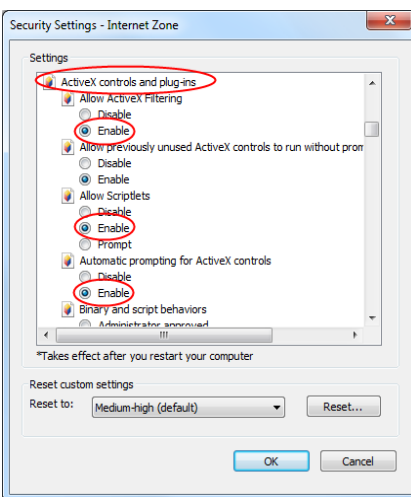 Security Settings - Internet Zone
Settings
ActiveX controls and plug-ins
Allow ActiveX Filtering
Disable
Enable
Allow previously unused ActiveX controls to run without prom
Disable
Enable
Allow Scriptlets
Disable
Enable
Prompt
Automatic prompting for ActiveX controls
Disable
Enable
Binary and script behaviors
Administrator approved
*Takes effect after you restart your computer
Reset custom settings
Reset to:
Medium-high (default)
Reset...
OK
Cancel